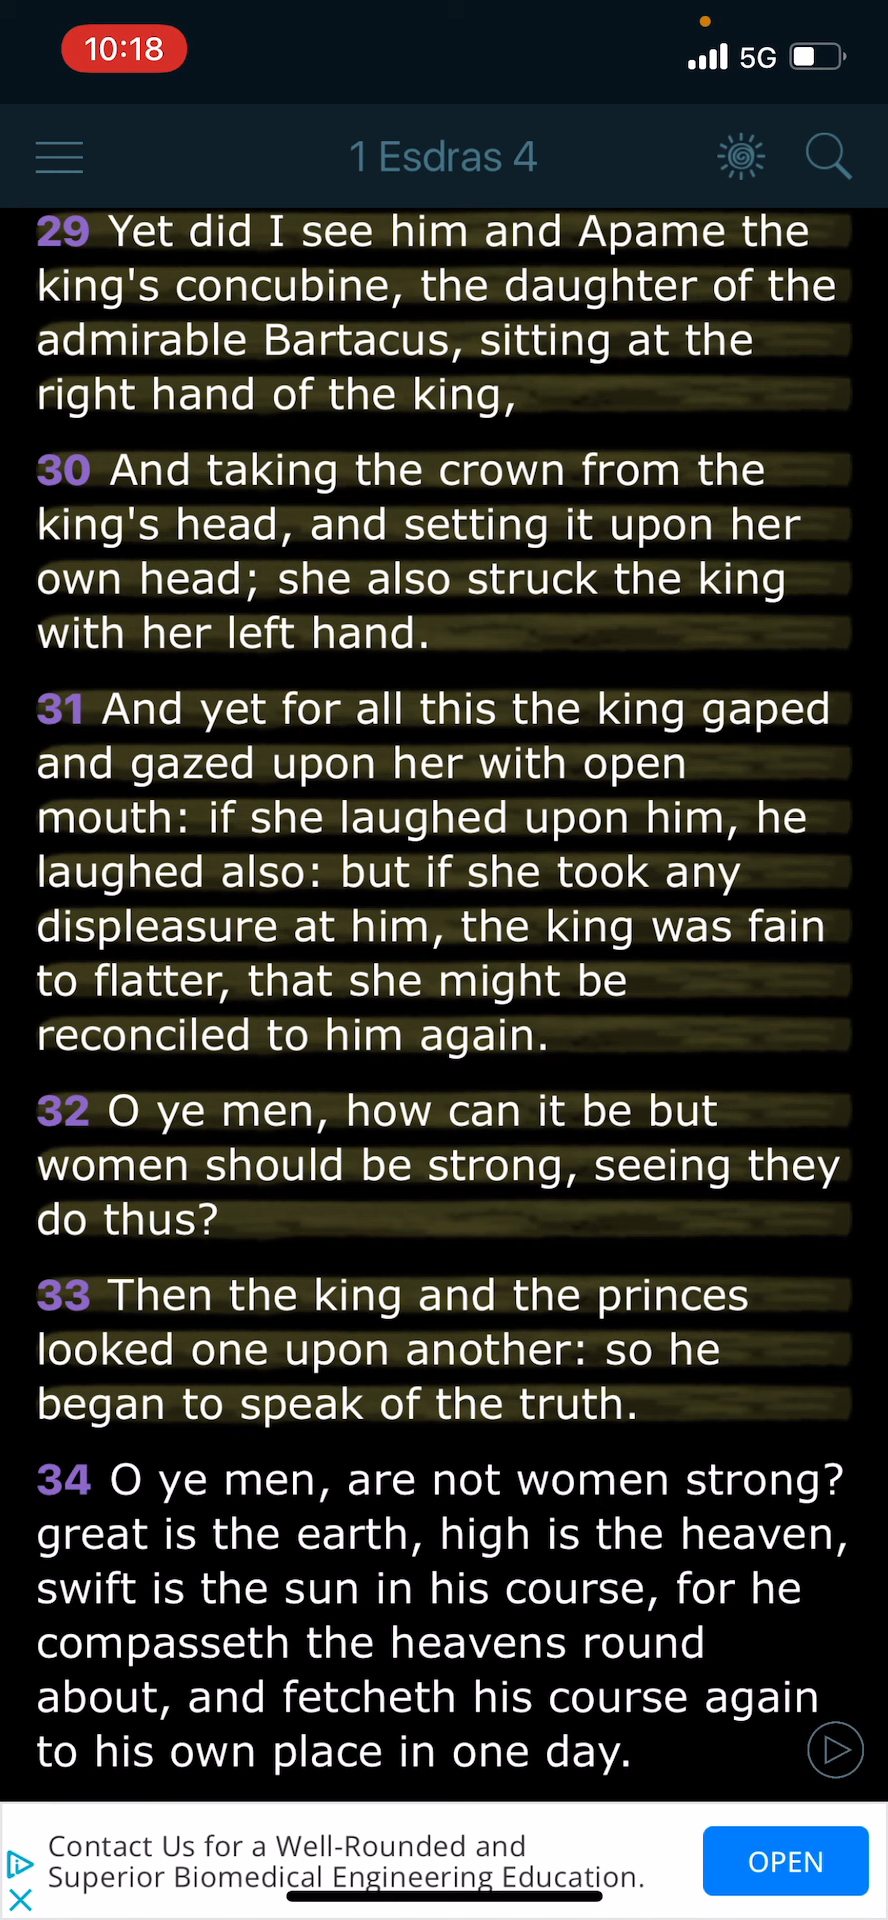 10:18
5G
1 Esdras 4
29 Yet did I see him and Apame the
king's concubine, the daughter of the
admirable Bartacus, sitting at the
right hand of the king,
30 And taking the crown from the
king's head, and setting it upon her
own head; she also struck the king
with her left hand.
31 And yet for all this the king gaped
and gazed upon her with open
mouth: if she laughed upon him, he
laughed also: but if she took any
displeasure at him, the king was fain
to flatter, that she might be
reconciled to him again.
32 O ye men, how can it be but
women should be strong, seeing they
do thus?
33 Then the king and the princes
looked one upon another: so he
began to speak of the truth.
34 O ye men, are not women strong?
great is the earth, high is the heaven,
swift is the sun in his course, for he
compasseth the heavens round
about, and fetcheth his course again
to his own place in one day.
Contact Us for a Well-Rounded and
Superior Biomedical Engineering Education.
OPEN